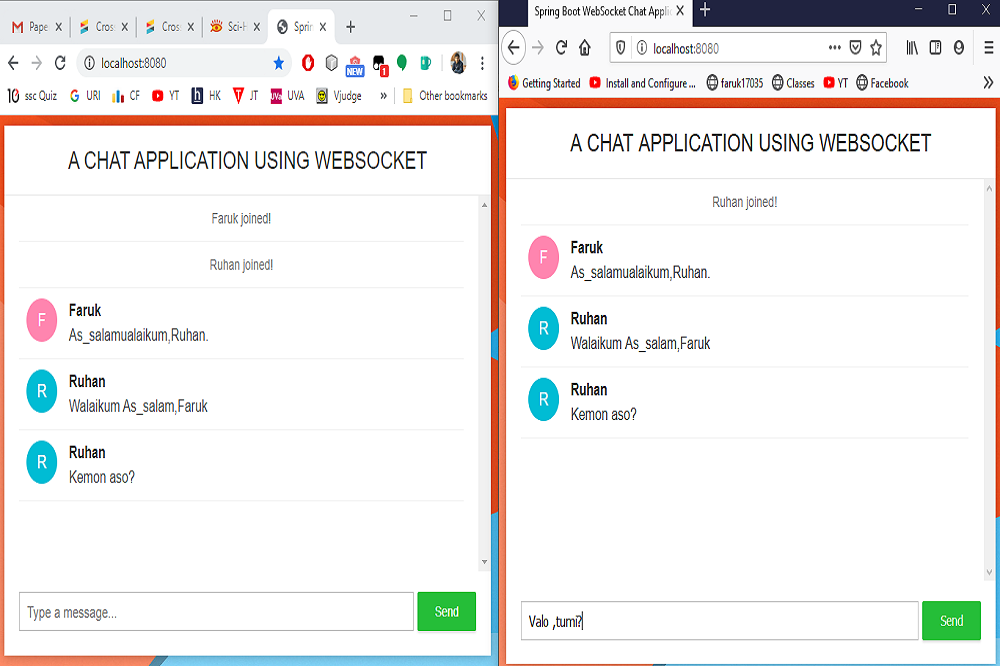 Pape
Cros
Cros
Sci-H
Sprin
localhost:8080
NEW
1
ssc Quiz
URI
CF
YT
HK
JT
UVA
Vjudge
»
Other bookmarks
A CHAT APPLICATION USING WEBSOCKET
Faruk joined!
Ruhan joined!
F
Faruk
As_salamualaikum,Ruhan.
R
Ruhan
Walaikum As_salam,Faruk
R
Ruhan
Kemon aso?
Type a message...
Send
Spring Boot WebSocket Chat Applic
localhost:8080
Getting Started
Install and Configure ...
faruk17035
Classes
YT
Facebook
»
A CHAT APPLICATION USING WEBSOCKET
Ruhan joined!
F
Faruk
As_salamualaikum,Ruhan.
R
Ruhan
Walaikum As_salam,Faruk
R
Ruhan
Kemon aso?
Valo ,tumi?
Send